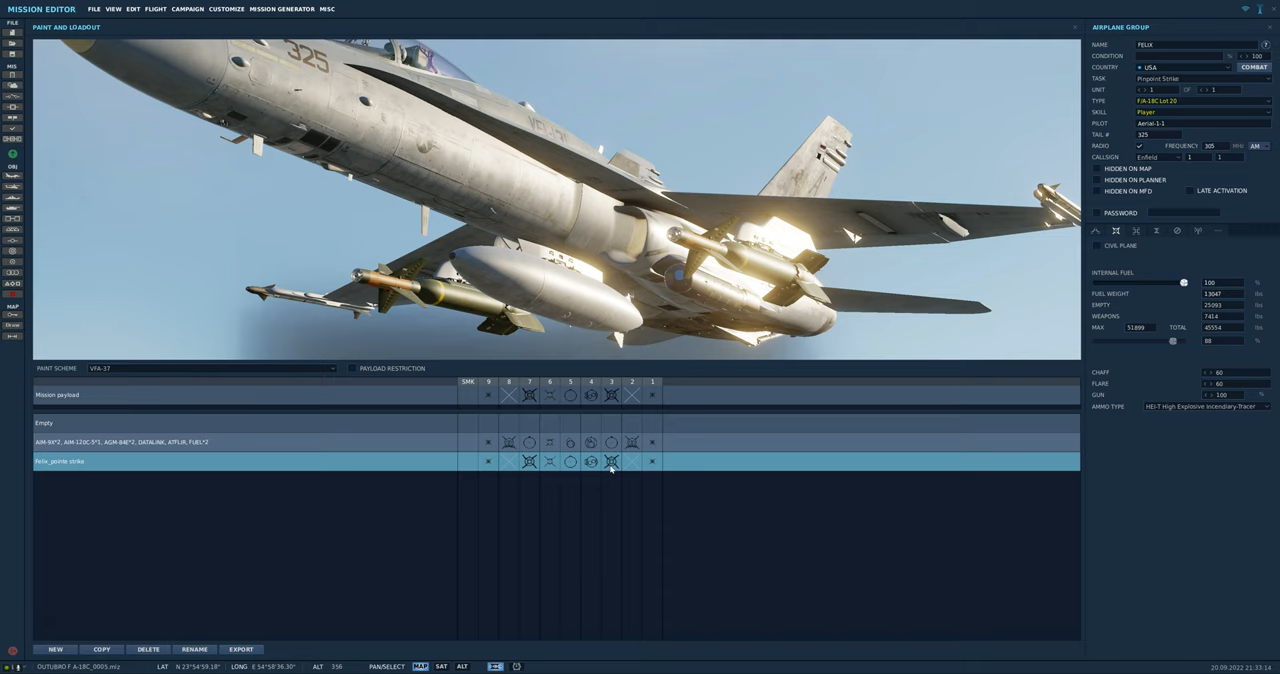 MISSION EDITOR FILE VIEW EDIT FLIGHT CAMPAIGN CUSTOMIZE MISSION GENERATOR MISC
FILE
MIS
OBJ
MAP
Draw
PAINT AND LOADOUT
325
PAINT SCHEME VFA-37 PAYLOAD RESTRICTION
SMK 9 8 7 6 5 4 3 2 1
Mission payload
Empty
AIM-9X*2, AIM-120C-5*1, AGM-84E*2, DATALINK, ATFLIR, FUEL*2
Felix_pointe strike
NEW COPY DELETE RENAME EXPORT
AIRPLANE GROUP
NAME FELIX ?
CONDITION % < > 100
COUNTRY USA COMBAT
TASK Pinpoint Strike
UNIT < > 1 OF < > 1
TYPE F/A-18C Lot 20
SKILL Player
PILOT Aerial-1-1
TAIL # 325
RADIO FREQUENCY 305 MHz AM
CALLSIGN Enfield 1 1
HIDDEN ON MAP
HIDDEN ON PLANNER
HIDDEN ON MFD LATE ACTIVATION
PASSWORD
CIVIL PLANE
INTERNAL FUEL
100 %
FUEL WEIGHT 13047 lbs
EMPTY 25093 lbs
WEAPONS 7414 lbs
MAX 51899 TOTAL 45554 lbs
88 %
CHAFF < > 60
FLARE < > 60
GUN < > 100 %
AMMO TYPE HEI-T High Explosive Incendiary-Tracer
1 OUTUBRO F A-18C_0005.miz LAT N 23°54'59.18" LONG E 54°58'36.30" ALT 356 PAN/SELECT MAP SAT ALT 20.09.2022 21:33:14